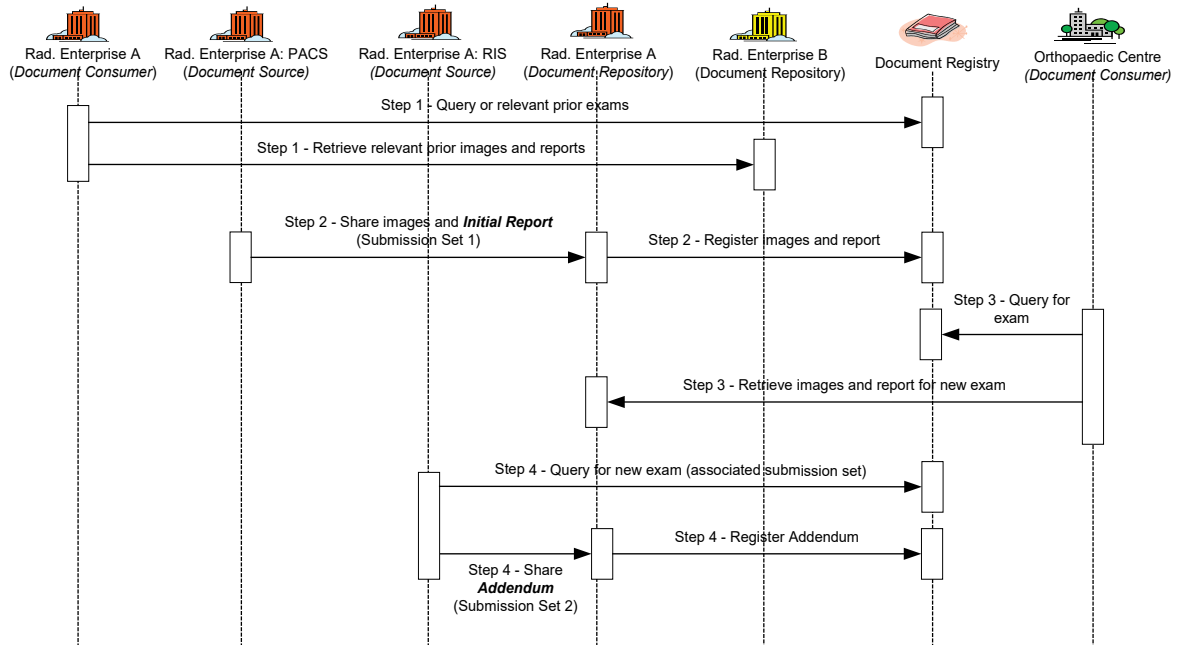 Rad. Enterprise A
(Document Consumer)
Rad. Enterprise A: PACS
(Document Source)
Rad. Enterprise A: RIS
(Document Source)
Rad. Enterprise A
(Document Repository)
Rad. Enterprise B
(Document Repository)
Document Registry
Orthopaedic Centre
(Document Consumer)
Step 1 - Query or relevant prior exams
Step 1 - Retrieve relevant prior images and reports
Step 2 - Share images and Initial Report
(Submission Set 1)
Step 2 - Register images and report
Step 3 - Query for
exam
Step 3 - Retrieve images and report for new exam
Step 4 - Query for new exam (associated submission set)
Step 4 - Register Addendum
Step 4 - Share
Addendum
(Submission Set 2)